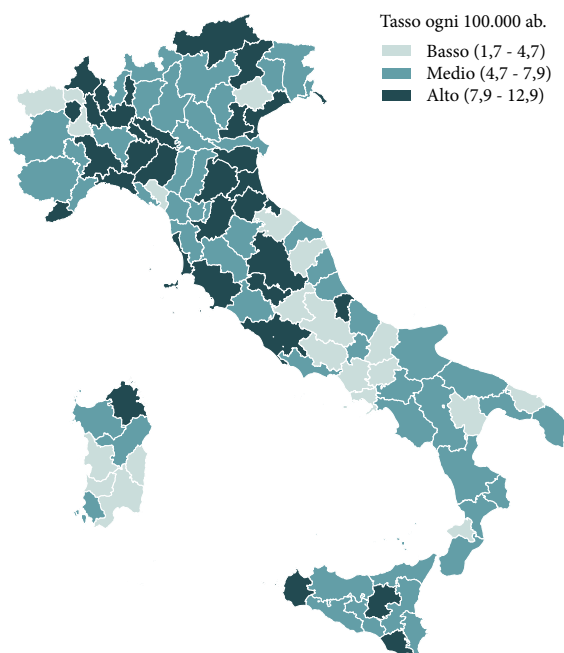 Tasso ogni 100.000 ab.
Basso (1,7 - 4,7)
Medio (4,7 - 7,9)
Alto (7,9 - 12,9)